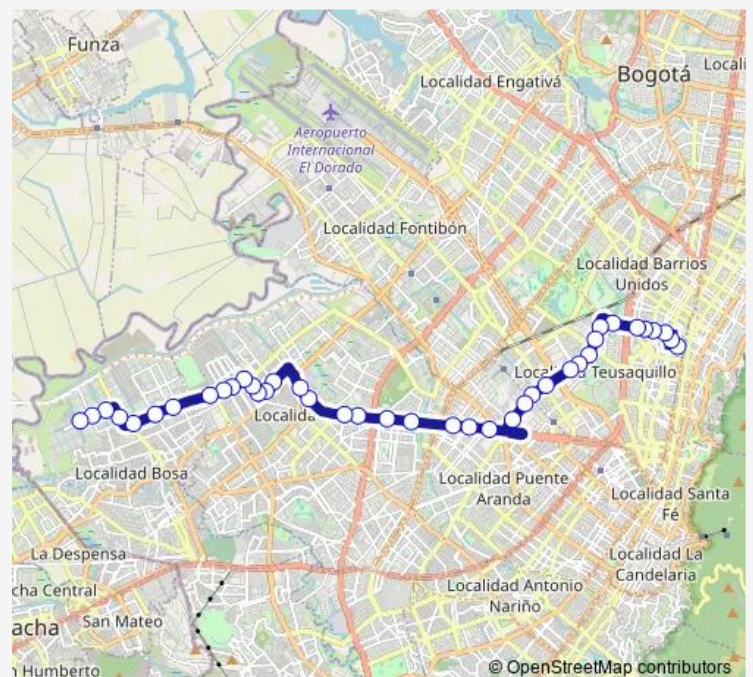 Funza
Bogotá
Locali
Localidad Engativá
Aeropuerto
Internacional
El Dorado
Localidad Fontibón
Localidad Barrios
Unidos
Teusaquillo
Localida
Localidad Bosa
Localidad Puente
Aranda
Localidad Santa
Fé
La Despensa
Localidad La
Candelaria
cha Central
Localidad Antonio
Nariño
acha
San Mateo
n Humberto
© OpenStreetMap contributors